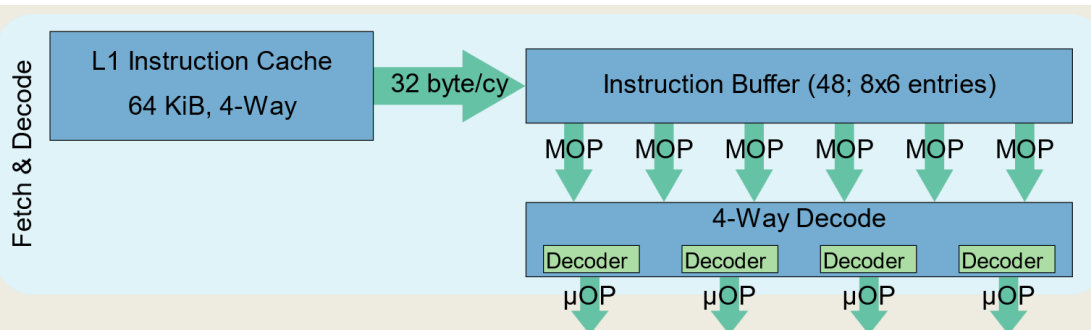 Fetch & Decode
L1 Instruction Cache
64 KiB, 4-Way
32 byte/cy
Instruction Buffer (48; 8x6 entries)
MOP MOP MOP MOP MOP MOP
4-Way Decode
Decoder Decoder Decoder Decoder
µOP µOP µOP µOP